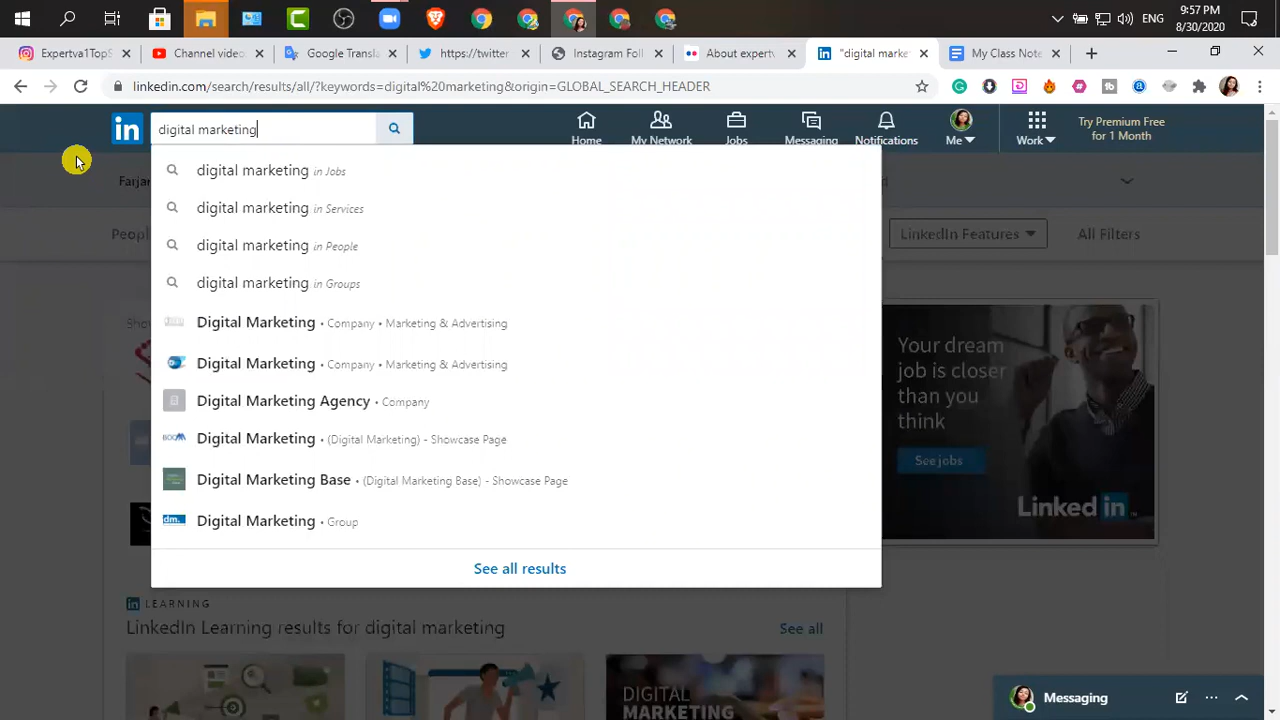 9:57 PM
ENG
8/30/2020
Expertva1TopS
Channel video
Google Transl
https://twitter
Instagram Foll
About expertv
"digital marke
My Class Note
linkedin.com/search/results/all/?keywords=digital%20marketing&origin=GLOBAL_SEARCH_HEADER
in
digital marketing
Home
My Network
Jobs
Messaging
Notifications
Me
Work
Try Premium Free
for 1 Month
Farjan
People
LinkedIn Features
All Filters
digital marketing in Jobs
digital marketing in Services
digital marketing in People
digital marketing in Groups
Digital Marketing • Company • Marketing & Advertising
Digital Marketing • Company • Marketing & Advertising
Digital Marketing Agency • Company
Digital Marketing • (Digital Marketing) - Showcase Page
Digital Marketing Base • (Digital Marketing Base) - Showcase Page
dm.
Digital Marketing • Group
See all results
Your dream
job is closer
than you
think
See jobs
Linked in
in LEARNING
LinkedIn Learning results for digital marketing
See all
DIGITAL
MARKETING
Messaging